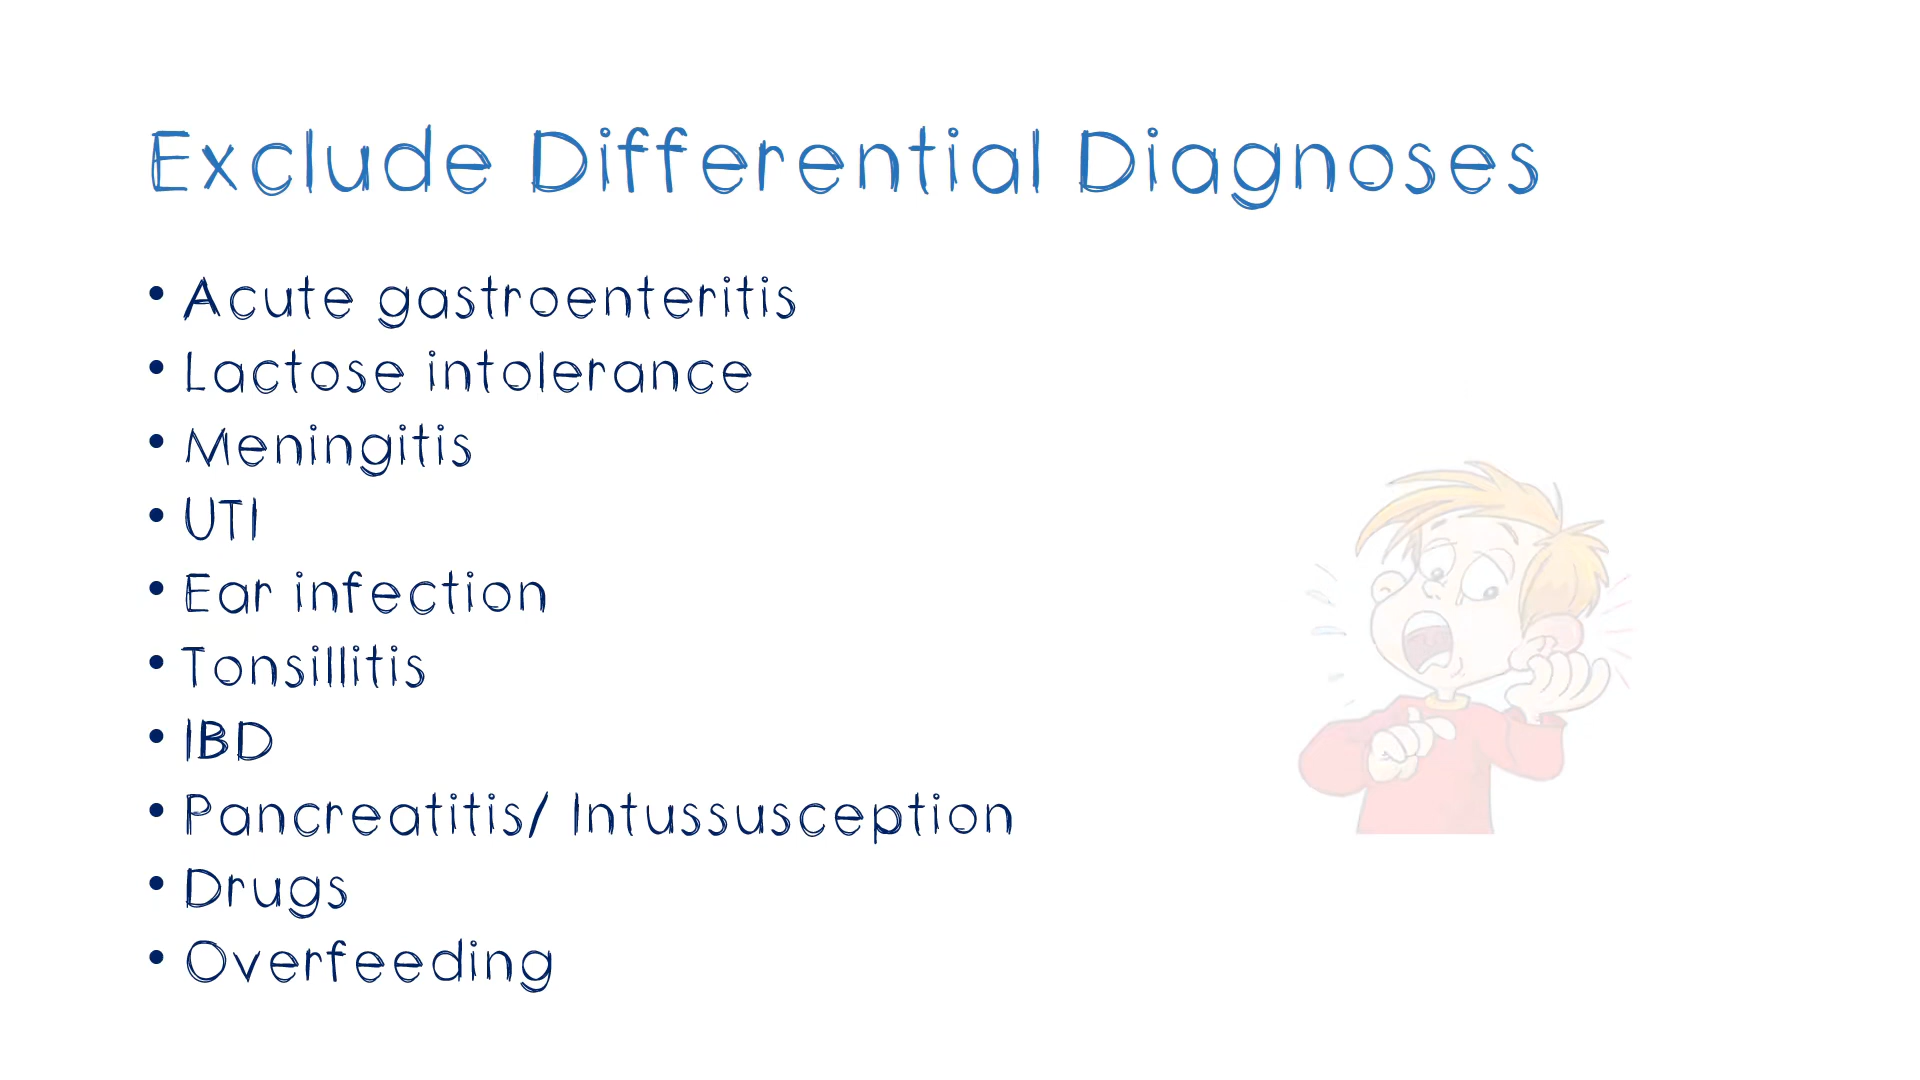 Exclude Differential Diagnoses
• Acute gastroenteritis
• Lactose intolerance
• Meningitis
• UTI
• Ear infection
• Tonsillitis
• IBD
• Pancreatitis/ Intussusception
• Drugs
• Overfeeding